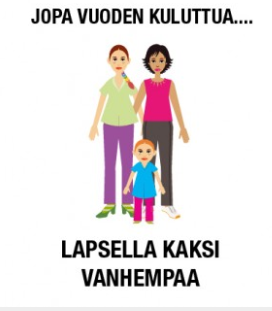 JOPA VUODEN KULUTTUA....
LAPSELLA KAKSI
VANHEMPAA